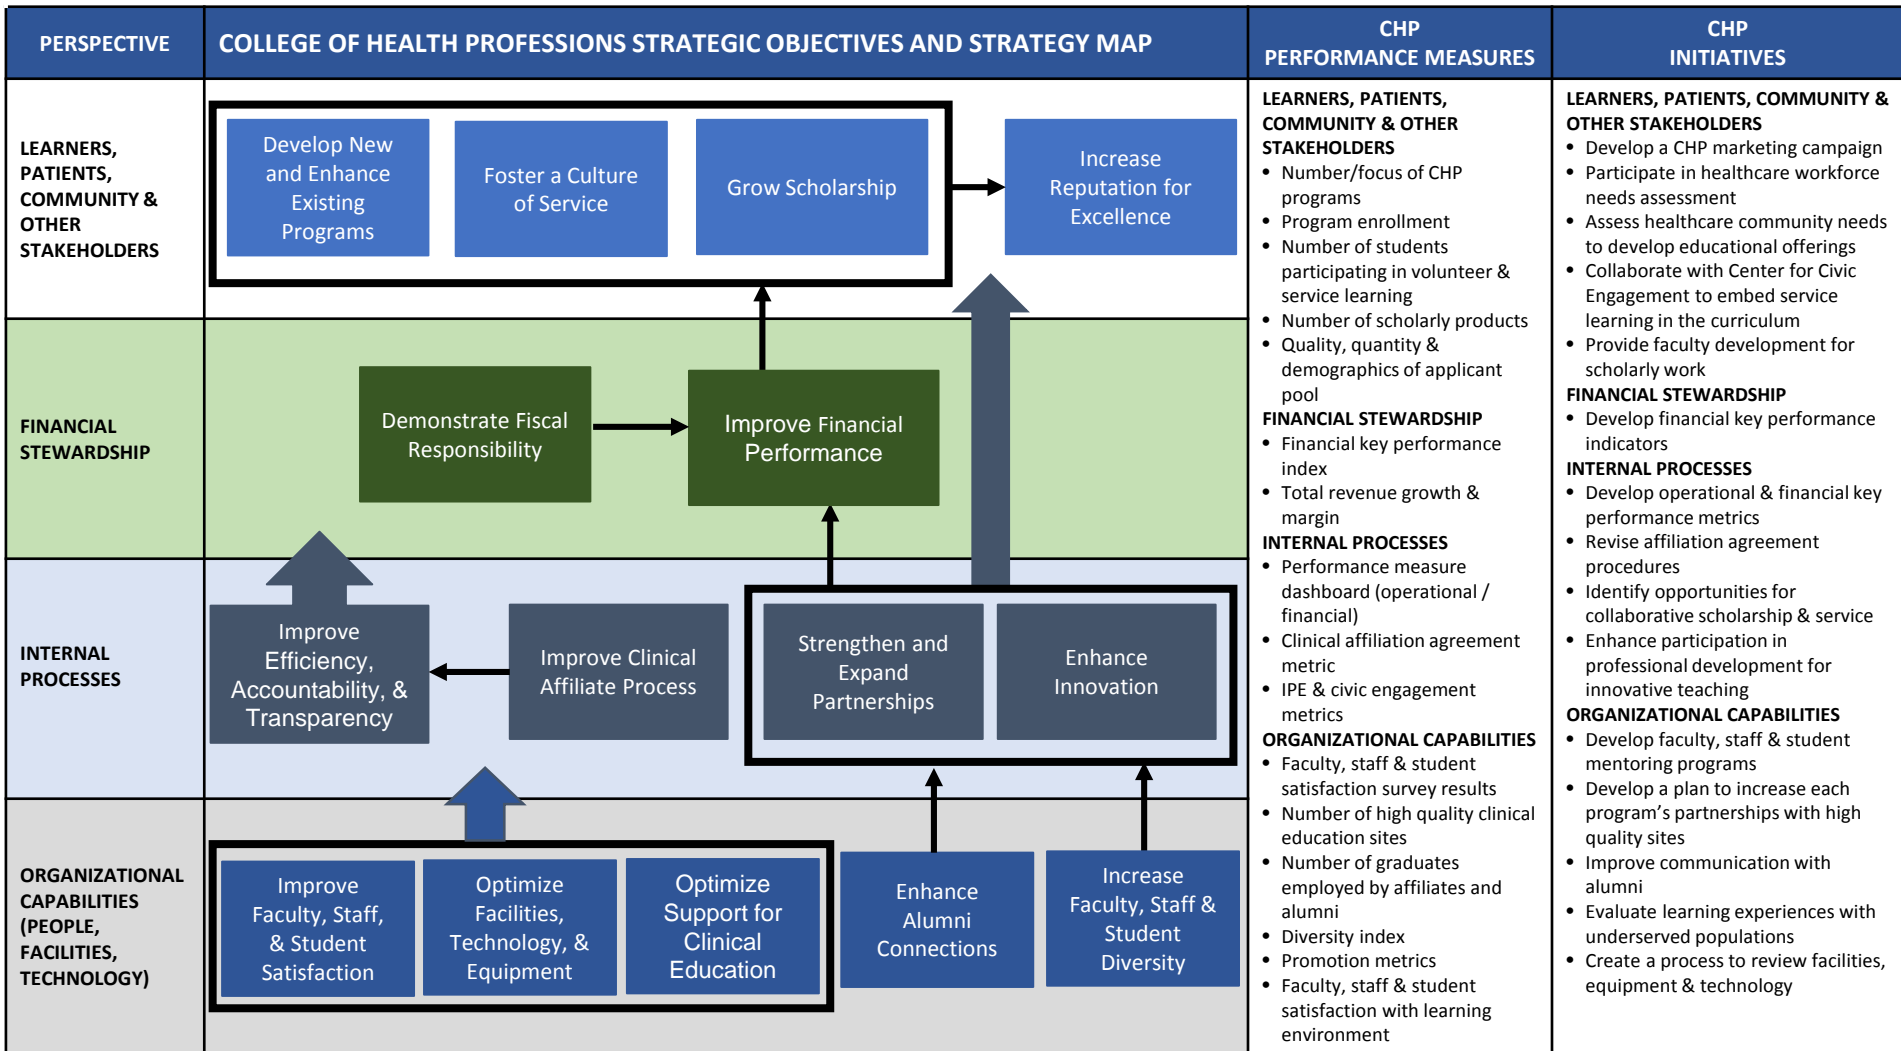 PERSPECTIVE
COLLEGE OF HEALTH PROFESSIONS STRATEGIC OBJECTIVES AND STRATEGY MAP
CHP
PERFORMANCE MEASURES
CHP
INITIATIVES
LEARNERS,
PATIENTS,
COMMUNITY &
OTHER
STAKEHOLDERS
Develop New
and Enhance
Existing
Programs
Foster a Culture
of Service
Grow Scholarship
Increase
Reputation for
Excellence
FINANCIAL
STEWARDSHIP
Demonstrate Fiscal
Responsibility
Improve Financial
Performance
INTERNAL
PROCESSES
Improve
Efficiency,
Accountability, &
Transparency
Improve Clinical
Affiliate Process
Strengthen and
Expand
Partnerships
Enhance
Innovation
ORGANIZATIONAL
CAPABILITIES
(PEOPLE,
FACILITIES,
TECHNOLOGY)
Improve
Faculty, Staff,
& Student
Satisfaction
Optimize
Facilities,
Technology, &
Equipment
Optimize
Support for
Clinical
Education
Enhance
Alumni
Connections
Increase
Faculty, Staff &
Student
Diversity
LEARNERS, PATIENTS,
COMMUNITY & OTHER
STAKEHOLDERS
• Number/focus of CHP
programs
• Program enrollment
• Number of students
participating in volunteer &
service learning
• Number of scholarly products
• Quality, quantity &
demographics of applicant
pool
FINANCIAL STEWARDSHIP
• Financial key performance
index
• Total revenue growth &
margin
INTERNAL PROCESSES
• Performance measure
dashboard (operational /
financial)
• Clinical affiliation agreement
metric
• IPE & civic engagement
metrics
ORGANIZATIONAL CAPABILITIES
• Faculty, staff & student
satisfaction survey results
• Number of high quality clinical
education sites
• Number of graduates
employed by affiliates and
alumni
• Diversity index
• Promotion metrics
• Faculty, staff & student
satisfaction with learning
environment
LEARNERS, PATIENTS, COMMUNITY &
OTHER STAKEHOLDERS
• Develop a CHP marketing campaign
• Participate in healthcare workforce
needs assessment
• Assess healthcare community needs
to develop educational offerings
• Collaborate with Center for Civic
Engagement to embed service
learning in the curriculum
• Provide faculty development for
scholarly work
FINANCIAL STEWARDSHIP
• Develop financial key performance
indicators
INTERNAL PROCESSES
• Develop operational & financial key
performance metrics
• Revise affiliation agreement
procedures
• Identify opportunities for
collaborative scholarship & service
• Enhance participation in
professional development for
innovative teaching
ORGANIZATIONAL CAPABILITIES
• Develop faculty, staff & student
mentoring programs
• Develop a plan to increase each
program's partnerships with high
quality sites
• Improve communication with
alumni
• Evaluate learning experiences with
underserved populations
• Create a process to review facilities,
equipment & technology